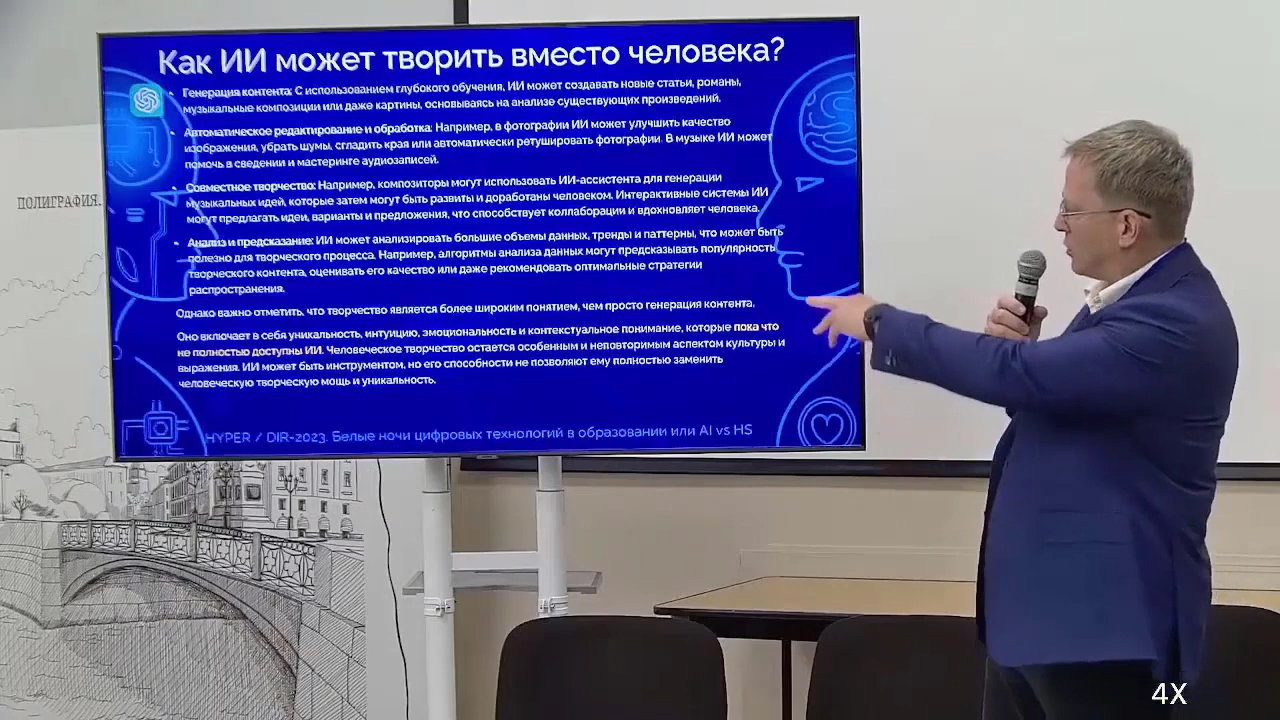 Как ИИ может творить вместо человека?
Генерация контента: С использованием глубокого обучения, ИИ может создавать новые статьи, романы,
музыкальные композиции или даже картины, основываясь на анализе существующих произведений.
Автоматическое редактирование и обработка: Например, в фотографии ИИ может улучшить качество
изображения, убрать шумы, сгладить края или автоматически ретушировать фотографии. В музыке ИИ может
помочь в сведении и мастеринге аудиозаписей.
Совместное творчество: Например, композиторы могут использовать ИИ-ассистента для генерации
музыкальных идей, которые затем могут быть развиты и доработаны человеком. Интерактивные системы ИИ
могут предлагать идеи, варианты и предложения, что способствует коллаборации и вдохновляет человека.
Анализ и предсказание: ИИ может анализировать большие объемы данных, тренды и паттерны, что может быть
полезно для творческого процесса. Например, алгоритмы анализа данных могут предсказывать популярность
творческого контента, оценивать его качество или даже рекомендовать оптимальные стратегии
распространения.
Однако важно отметить, что творчество является более широким понятием, чем просто генерация контента.
Оно включает в себя уникальность, интуицию, эмоциональность и контекстуальное понимание, которые пока что
не полностью доступны ИИ. Человеческое творчество остается особенным и неповторимым аспектом культуры и
выражения. ИИ может быть инструментом, но его способности не позволяют ему полностью заменить
человеческую творческую мощь и уникальность.
HYPER / DIR-2023. Белые ночи цифровых технологий в образовании или AI vs HS
ПОЛИГРАФИЯ.
4X